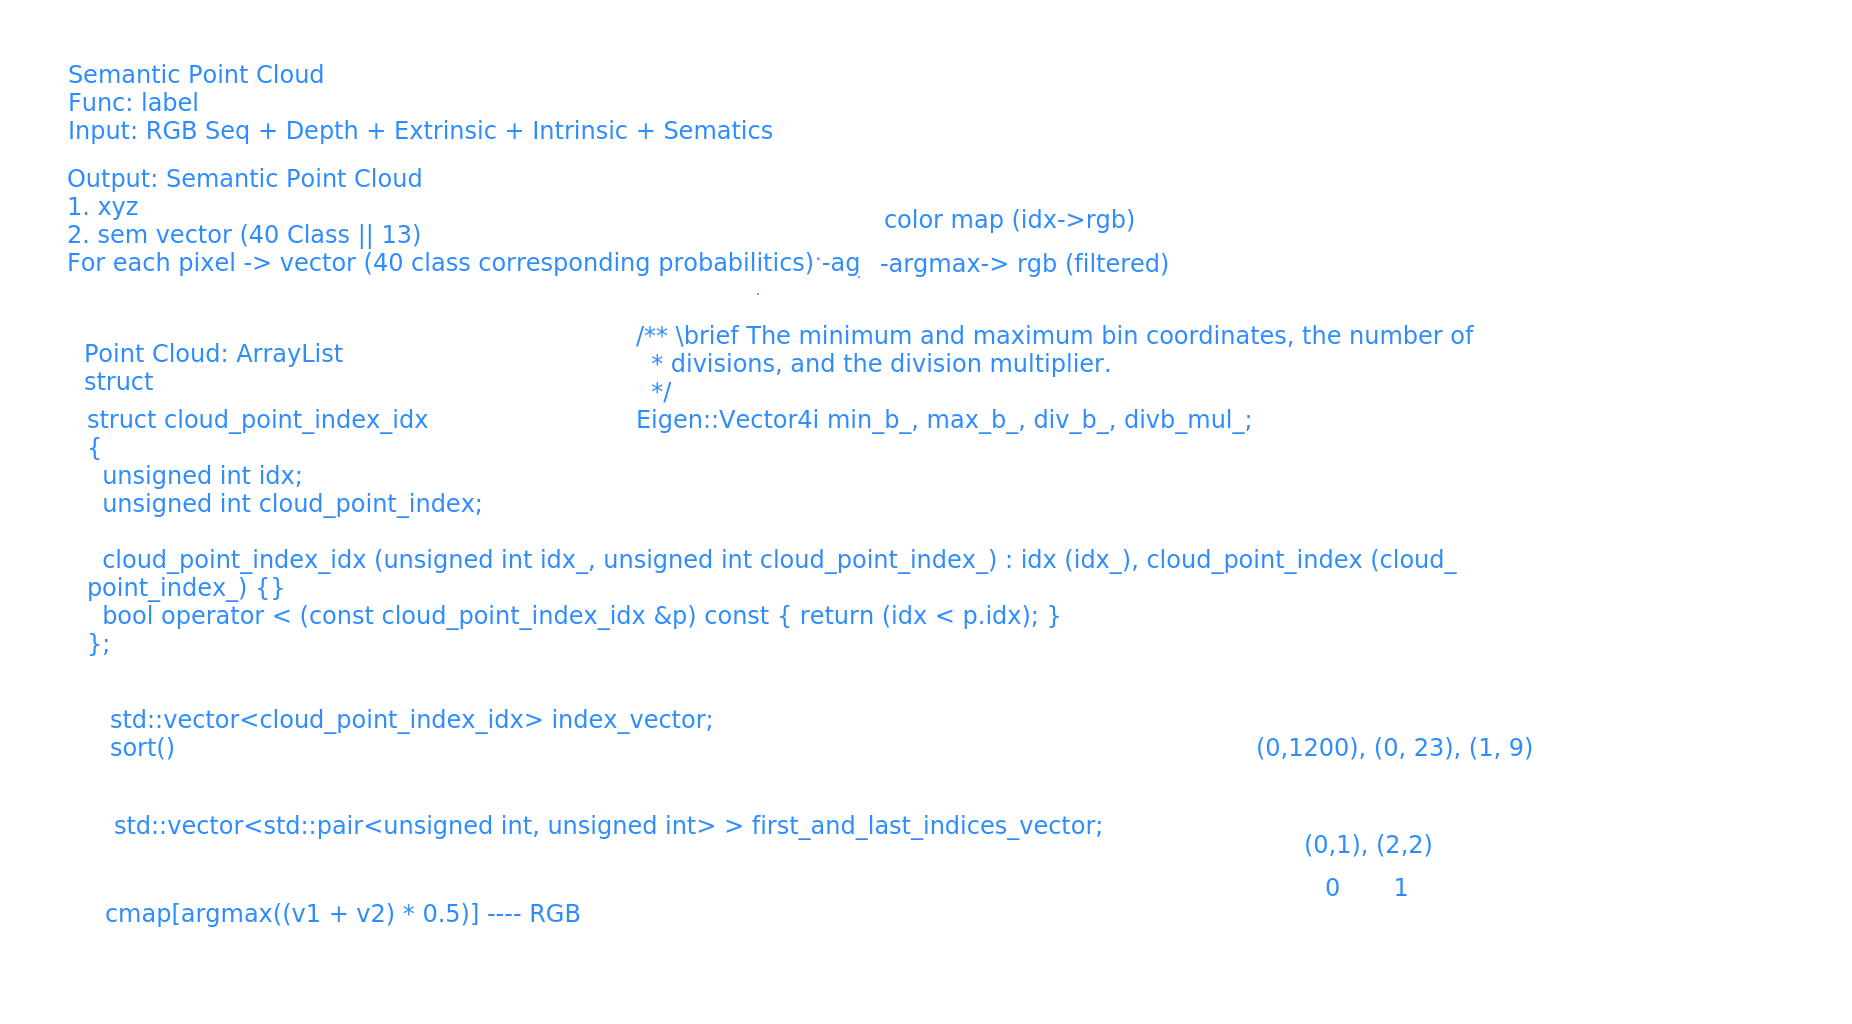 Semantic Point Cloud
Func: label
Input: RGB Seq + Depth + Extrinsic + Intrinsic + Sematics
Output: Semantic Point Cloud
1. xyz
2. sem vector (40 Class || 13)
color map (idx->rgb)
For each pixel -> vector (40 class corresponding probabilitics) -ag -argmax-> rgb (filtered)
Point Cloud: ArrayList
struct
/** \brief The minimum and maximum bin coordinates, the number of
* divisions, and the division multiplier.
*/
Eigen::Vector4i min_b_, max_b_, div_b_, divb_mul_;
struct cloud_point_index_idx
{
unsigned int idx;
unsigned int cloud_point_index;
cloud_point_index_idx (unsigned int idx_, unsigned int cloud_point_index_) : idx (idx_), cloud_point_index (cloud_
point_index_) {}
bool operator < (const cloud_point_index_idx &p) const { return (idx < p.idx); }
};
std::vector<cloud_point_index_idx> index_vector;
sort()
(0,1200), (0, 23), (1, 9)
std::vector<std::pair<unsigned int, unsigned int> > first_and_last_indices_vector;
(0,1), (2,2)
0 1
cmap[argmax((v1 + v2) * 0.5)] ---- RGB